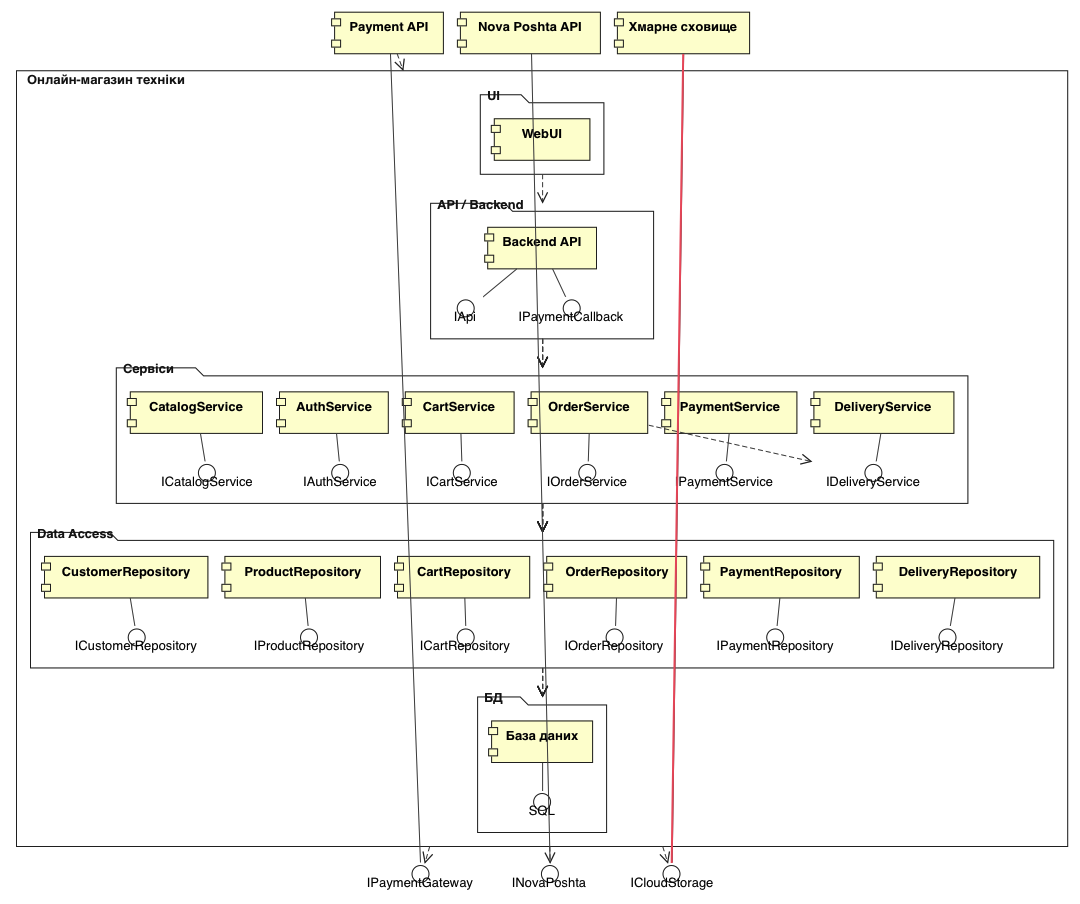 Payment API
Nova Poshta API
Хмарне сховище
Онлайн-магазин техніки
UI
WebUI
API / Backend
Backend API
IApi
IPaymentCallback
Сервіси
CatalogService
AuthService
CartService
OrderService
PaymentService
DeliveryService
ICatalogService
IAuthService
ICartService
IOrderService
IPaymentService
IDeliveryService
Data Access
CustomerRepository
ProductRepository
CartRepository
OrderRepository
PaymentRepository
DeliveryRepository
ICustomerRepository
IProductRepository
ICartRepository
IOrderRepository
IPaymentRepository
IDeliveryRepository
БД
База даних
SQL
IPaymentGateway
INovaPoshta
ICloudStorage